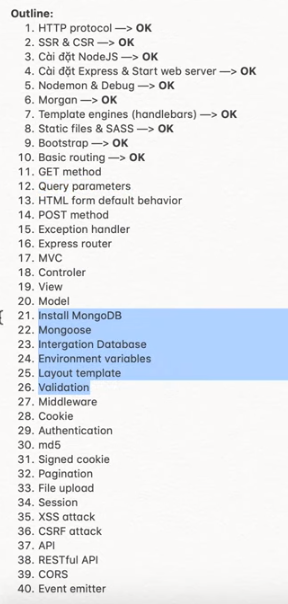 Outline:
1. HTTP protocol —> OK
2. SSR & CSR —> OK
3. Cài đặt NodeJS —> OK
4. Cài đặt Express & Start web server —> OK
5. Nodemon & Debug —> OK
6. Morgan —> OK
7. Template engines (handlebars) —> OK
8. Static files & SASS —> OK
9. Bootstrap —> OK
10. Basic routing —> OK
11. GET method
12. Query parameters
13. HTML form default behavior
14. POST method
15. Exception handler
16. Express router
17. MVC
18. Controler
19. View
20. Model
21. Install MongoDB
22. Mongoose
23. Intergation Database
24. Environment variables
25. Layout template
26. Validation
27. Middleware
28. Cookie
29. Authentication
30. md5
31. Signed cookie
32. Pagination
33. File upload
34. Session
35. XSS attack
36. CSRF attack
37. API
38. RESTful API
39. CORS
40. Event emitter